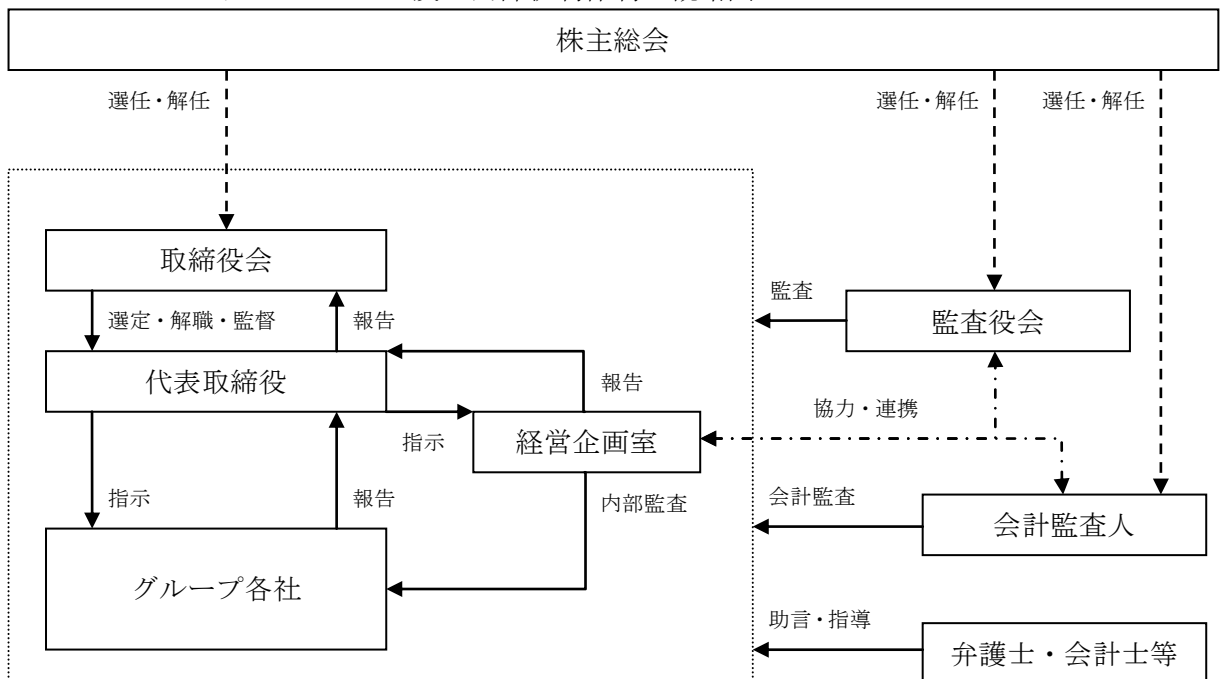 株主総会
選任・解任
選任・解任
選任・解任
取締役会
監査
監査役会
選定・解職・監督
報告
代表取締役
報告
協力・連携
指示
経営企画室
指示
報告
内部監査
会計監査
会計監査人
グループ各社
助言・指導
弁護士・会計士等